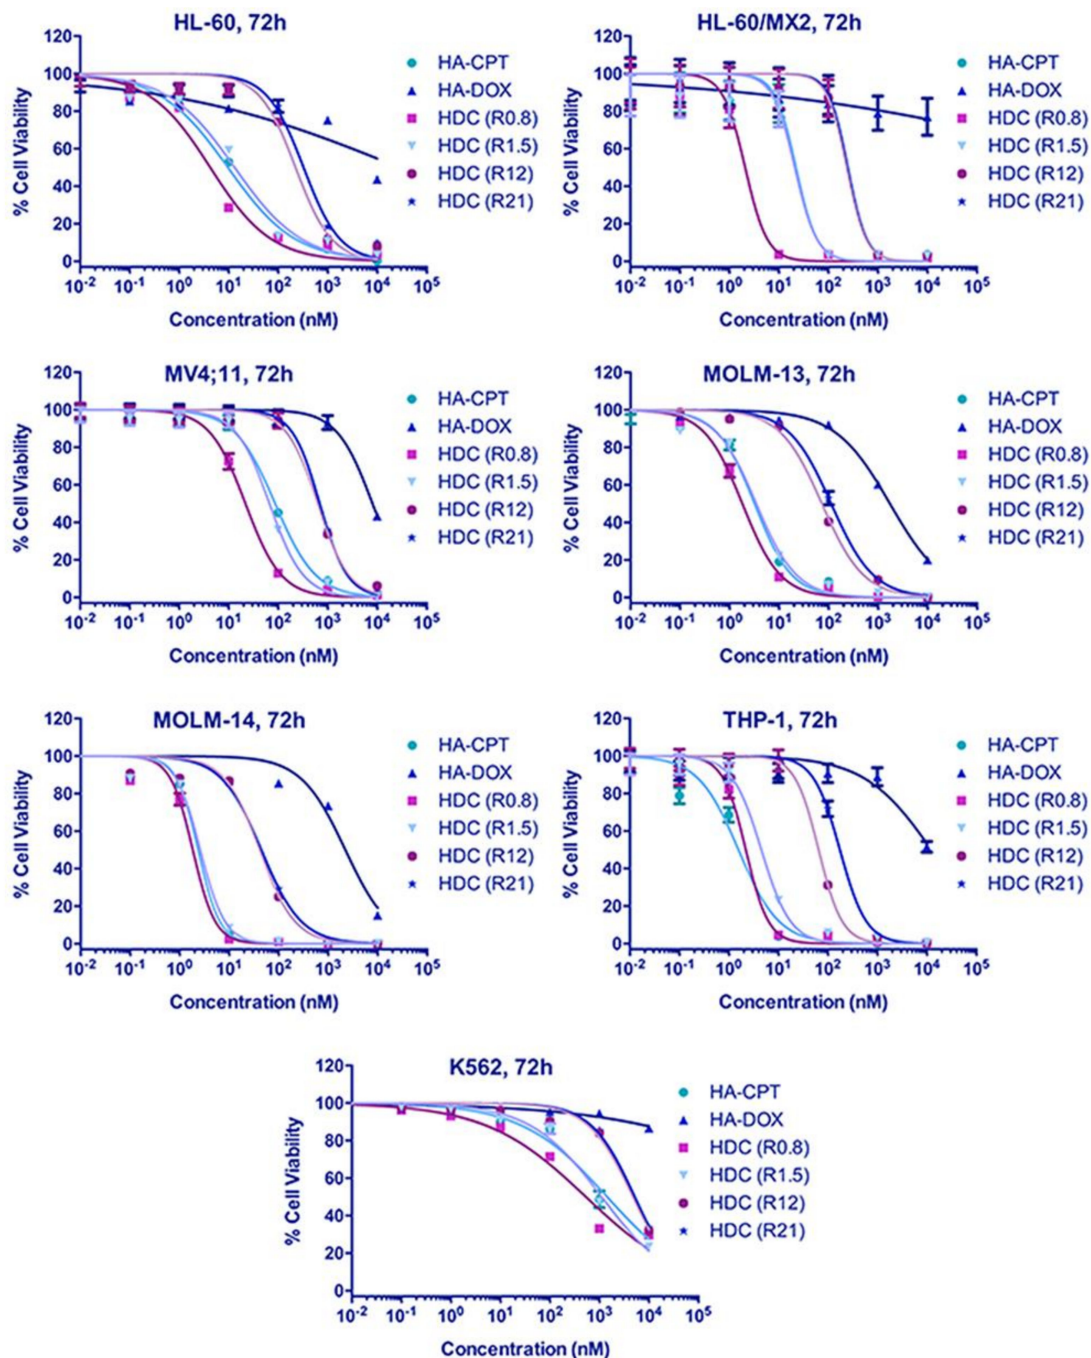 HL-60, 72h
120
100
80
60
40
20
0
% Cell Viability
10-2 10-1 100 101 102 103 104 105
Concentration (nM)
HA-CPT
HA-DOX
HDC (R0.8)
HDC (R1.5)
HDC (R12)
HDC (R21)
HL-60/MX2, 72h
120
100
80
60
40
20
0
% Cell Viability
10-2 10-1 100 101 102 103 104 105
Concentration (nM)
HA-CPT
HA-DOX
HDC (R0.8)
HDC (R1.5)
HDC (R12)
HDC (R21)
MV4;11, 72h
120
100
80
60
40
20
0
% Cell Viability
10-2 10-1 100 101 102 103 104 105
Concentration (nM)
HA-CPT
HA-DOX
HDC (R0.8)
HDC (R1.5)
HDC (R12)
HDC (R21)
MOLM-13, 72h
120
100
80
60
40
20
0
% Cell Viability
10-2 10-1 100 101 102 103 104 105
Concentration (nM)
HA-CPT
HA-DOX
HDC (R0.8)
HDC (R1.5)
HDC (R12)
HDC (R21)
MOLM-14, 72h
120
100
80
60
40
20
0
% Cell Viability
10-2 10-1 100 101 102 103 104 105
Concentration (nM)
HA-CPT
HA-DOX
HDC (R0.8)
HDC (R1.5)
HDC (R12)
HDC (R21)
THP-1, 72h
120
100
80
60
40
20
0
% Cell Viability
10-2 10-1 100 101 102 103 104 105
Concentration (nM)
HA-CPT
HA-DOX
HDC (R0.8)
HDC (R1.5)
HDC (R12)
HDC (R21)
K562, 72h
120
100
80
60
40
20
0
% Cell Viability
10-2 10-1 100 101 102 103 104 105
Concentration (nM)
HA-CPT
HA-DOX
HDC (R0.8)
HDC (R1.5)
HDC (R12)
HDC (R21)